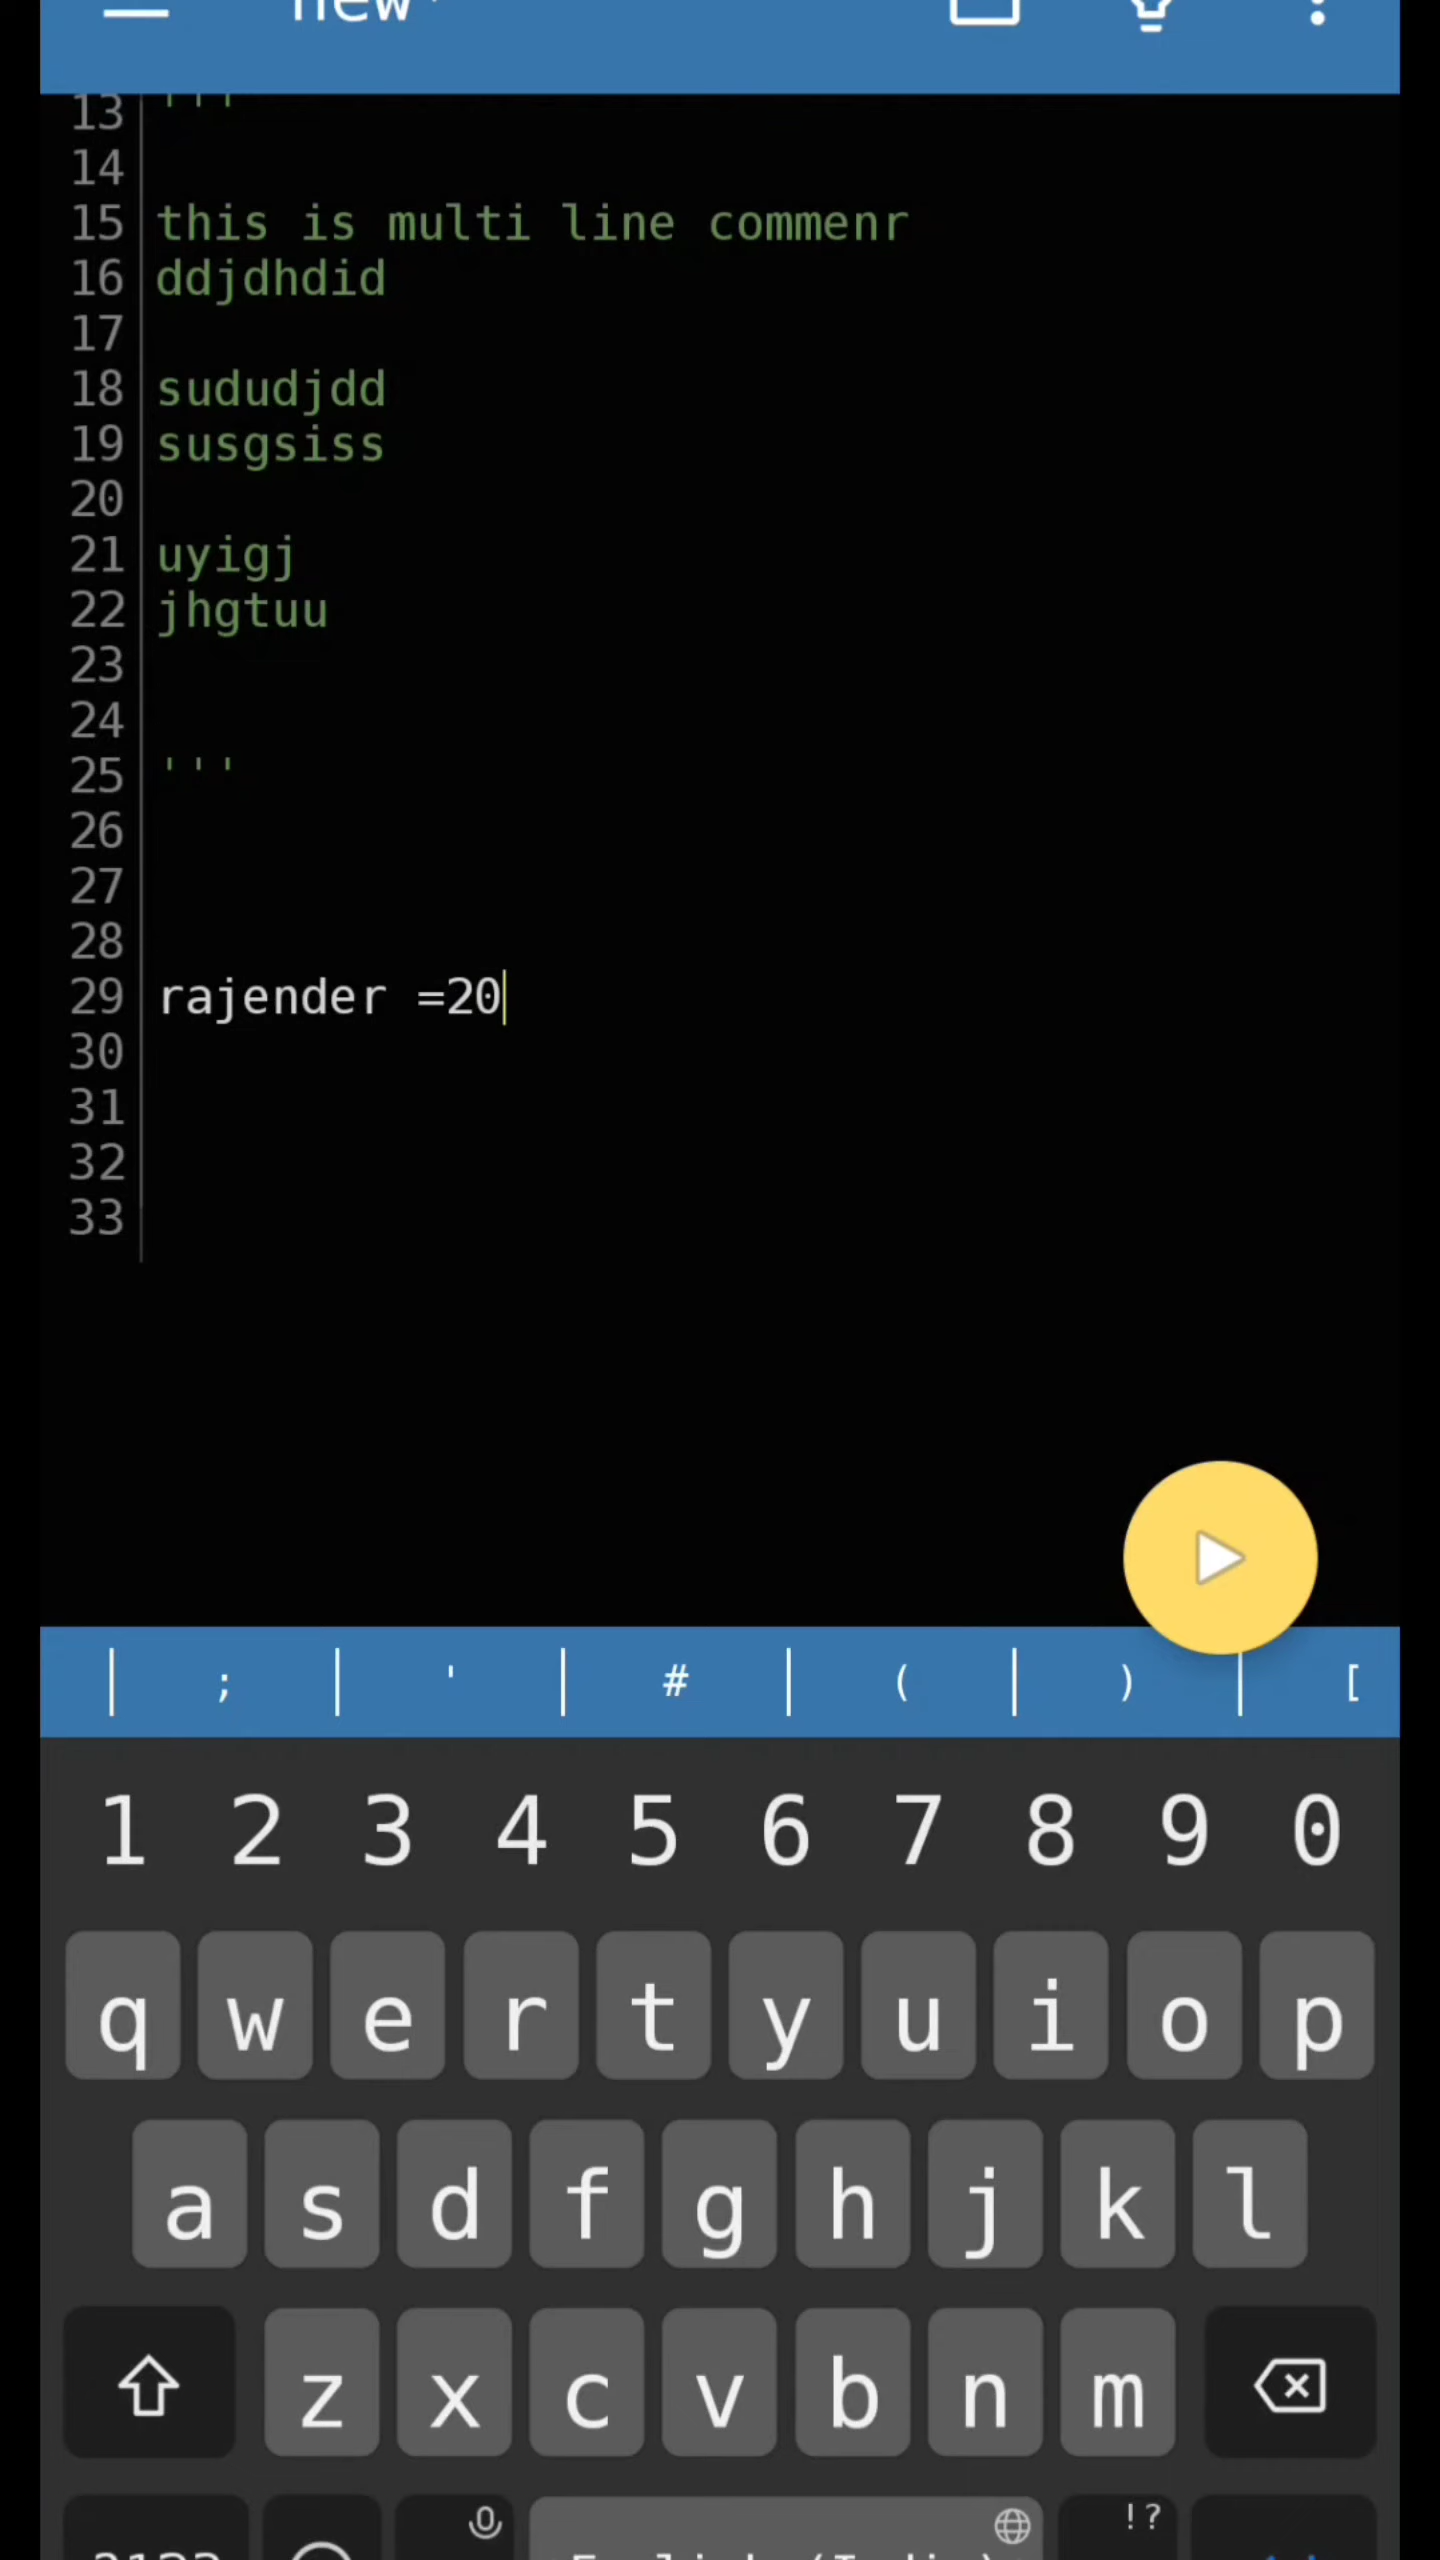 new*
13 '''
14
15 this is multi line commenr
16 ddjdhdid
17
18 sududjdd
19 susgsiss
20
21 uyigj
22 jhgtuu
23
24
25 '''
26
27
28
29 rajender =20
30
31
32
33
; ' # ( ) [
1 2 3 4 5 6 7 8 9 0
q w e r t y u i o p
a s d f g h j k l
z x c v b n m
!?
English (India)